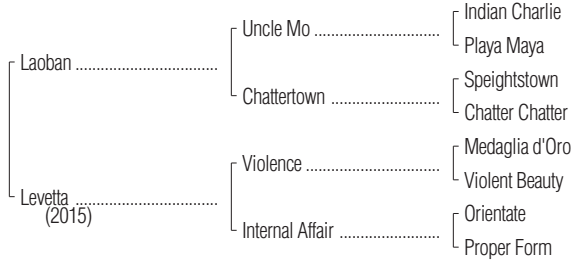 Indian Charlie
Uncle Mo ................................
Playa Maya
Laoban .....................................
Speightstown
Chattertown ............................
Chatter Chatter
Medaglia d'Oro
Violence ..................................
Violent Beauty
Levetta .....................................
(2015)
Orientate
Internal Affair ..........................
Proper Form